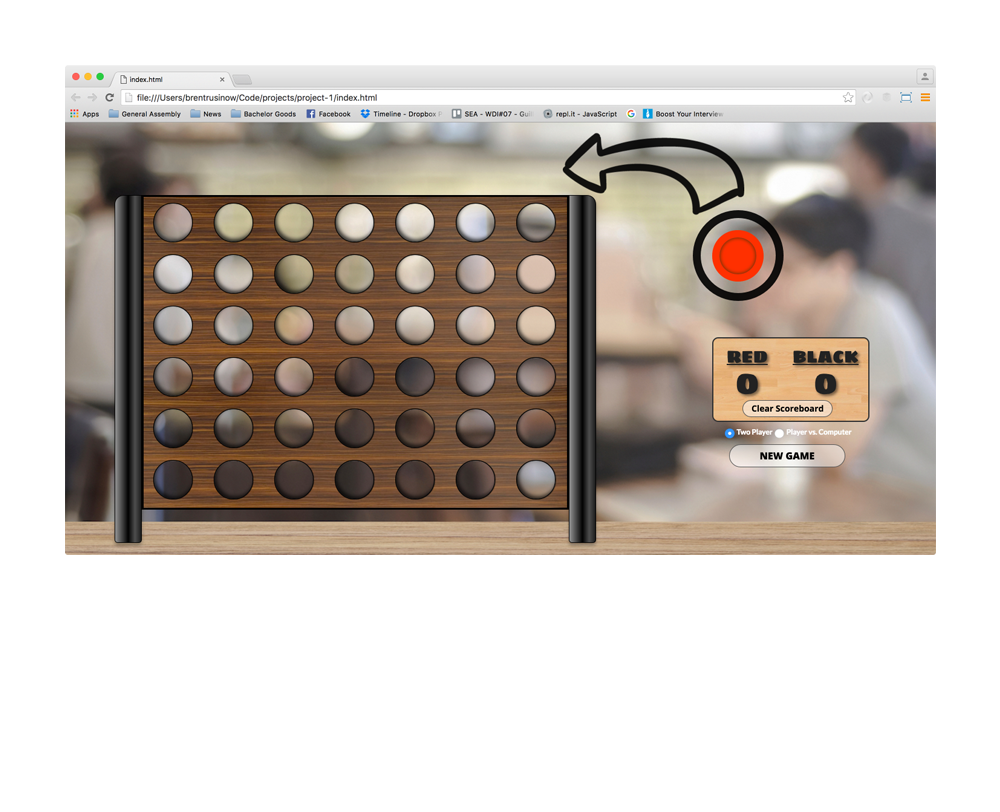 index.html
file:///Users/brentrusinow/Code/projects/project-1/index.html
Apps General Assembly News Bachelor Goods Facebook Timeline - Dropbox SEA - WDI#07 - Gui repl.it - JavaScript Boost Your Interview
RED BLACK
0 0
Clear Scoreboard
Two Player Player vs. Computer
NEW GAME